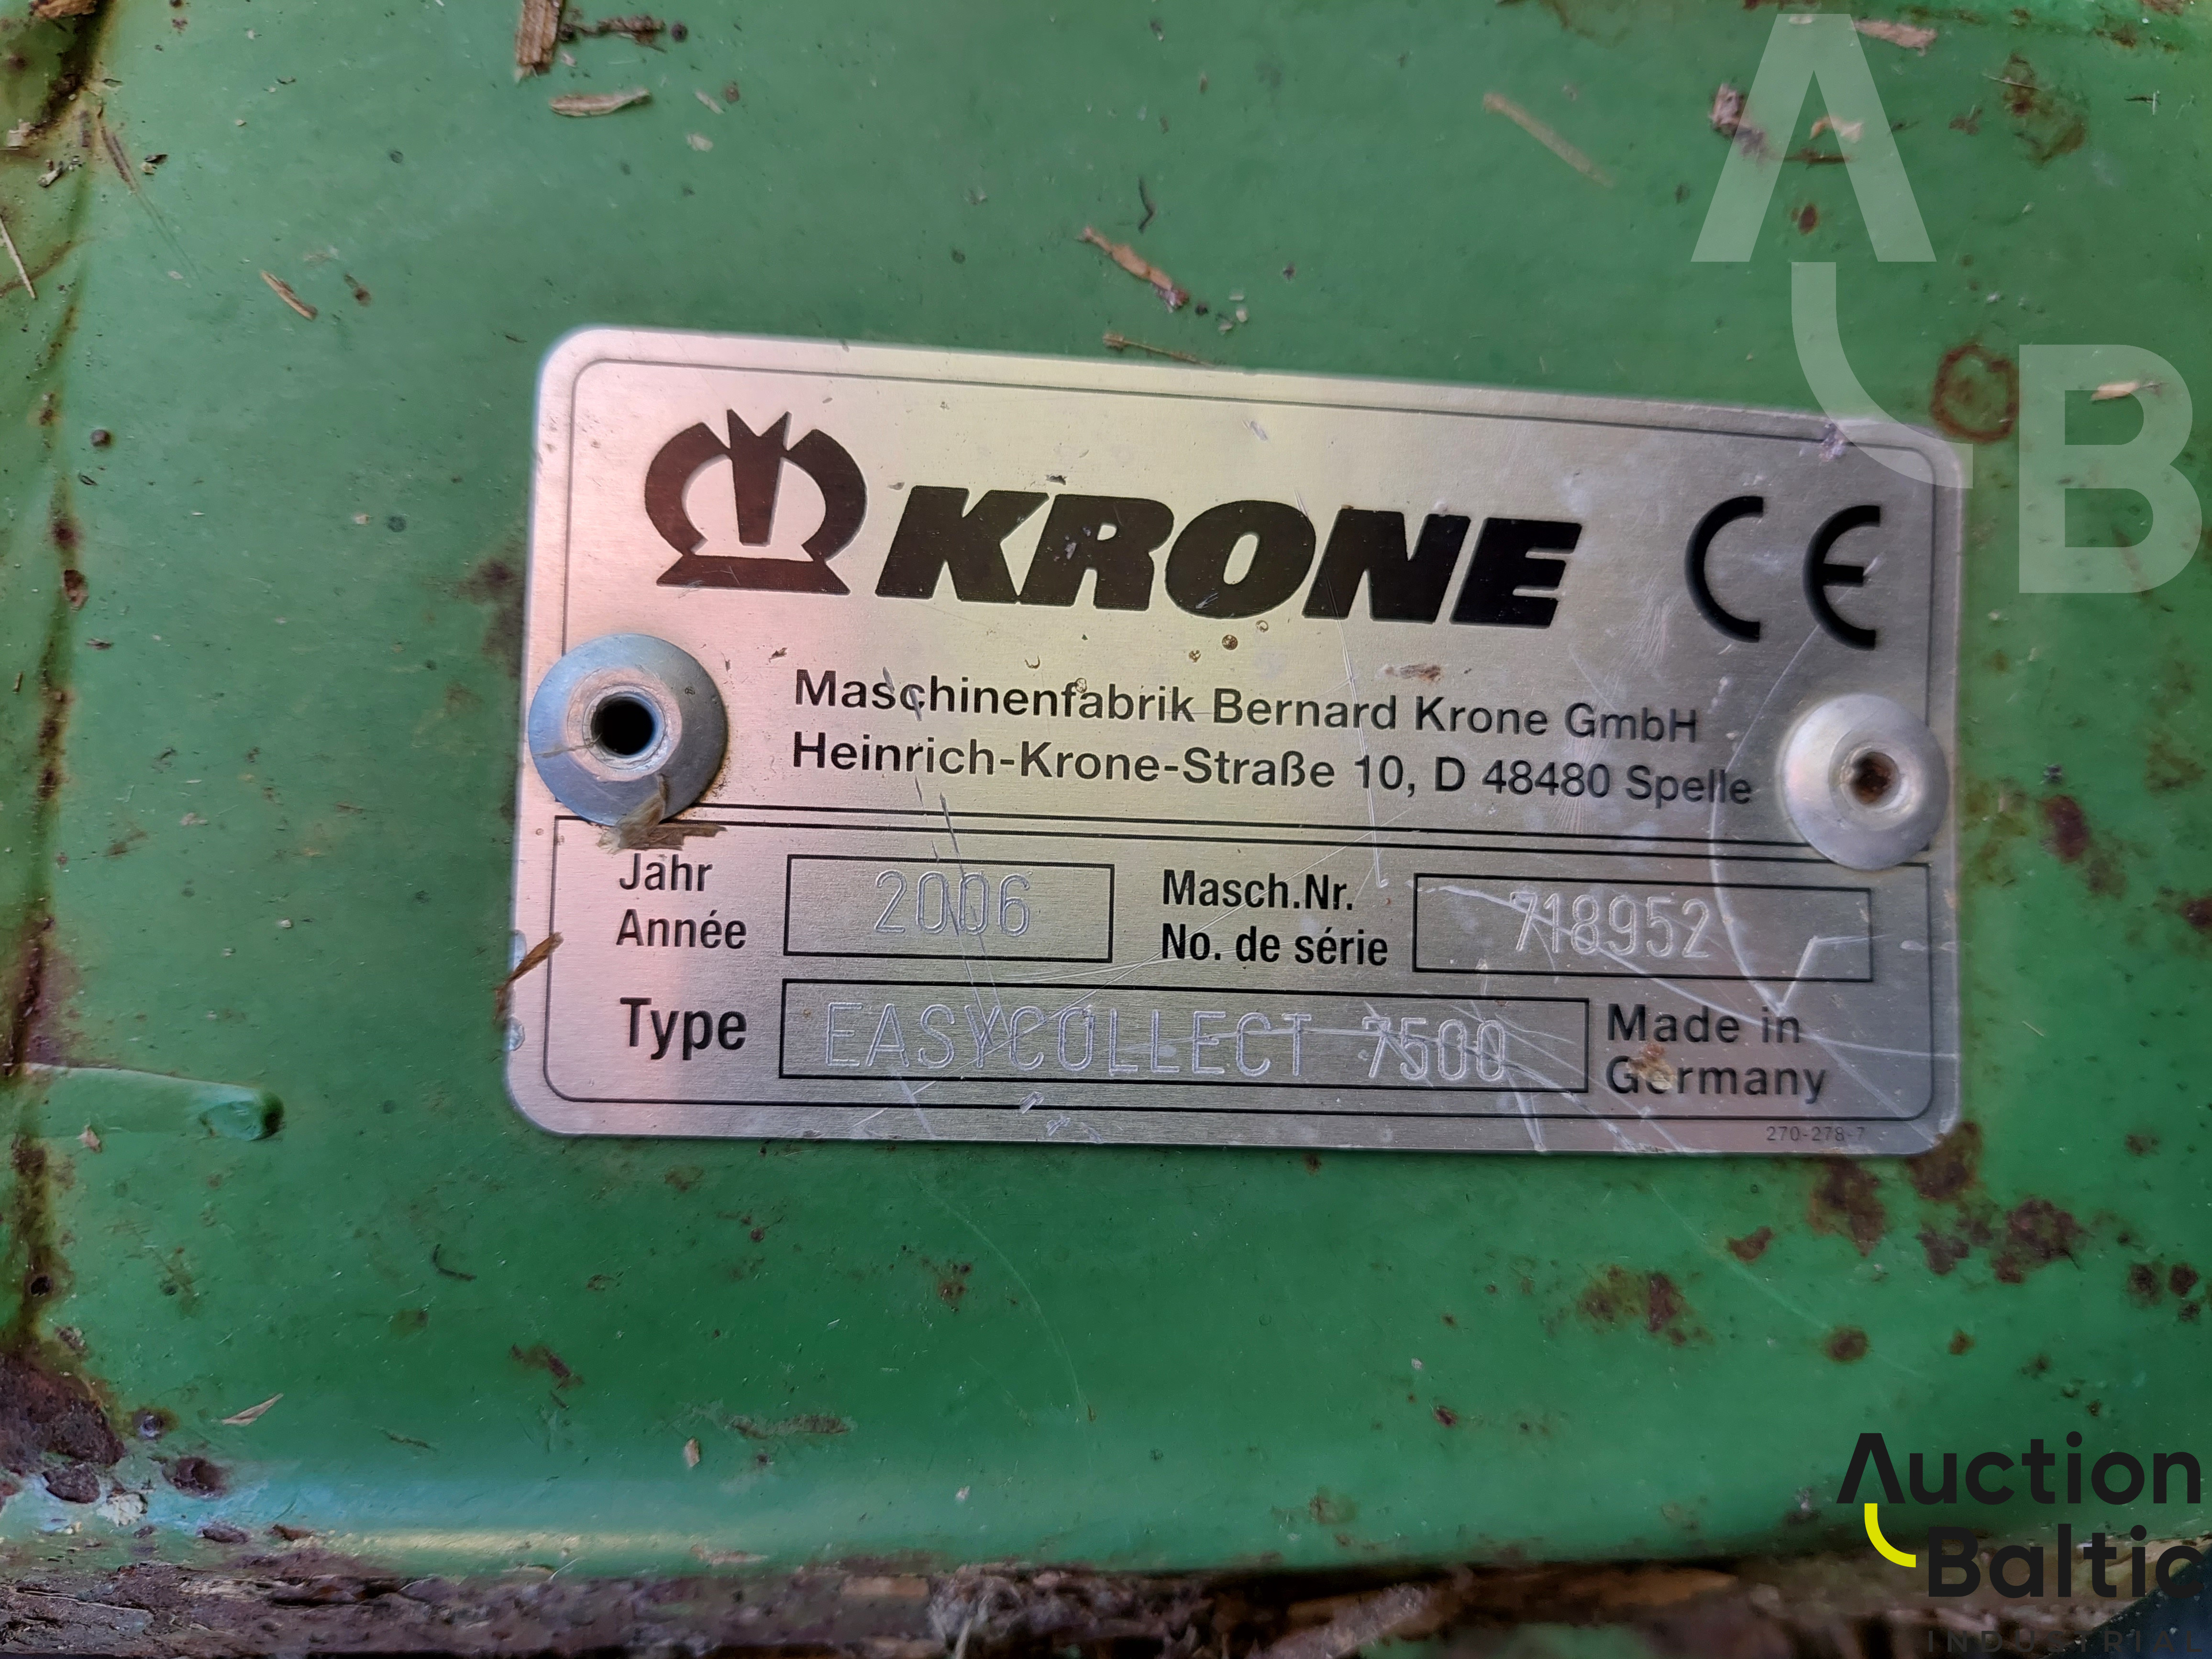 KRONE CE
Maschinenfabrik Bernard Krone GmbH
Heinrich-Krone-Straße 10, D 48480 Spelle
Jahr
Année
2006
Masch.Nr.
No. de série
718952
Type
EASYCOLLECT 7500
Made in
Germany
270-278-7
AB
Auction
Baltic
INDUSTRIAL